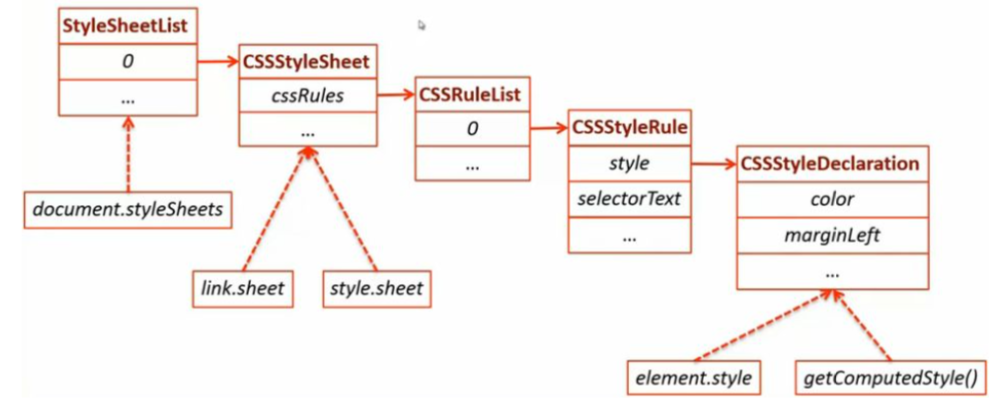 StyleSheetList
0
...
document.styleSheets
CSSStyleSheet
cssRules
...
link.sheet
style.sheet
CSSRuleList
0
...
CSSStyleRule
style
selectorText
...
CSSStyleDeclaration
color
marginLeft
...
element.style
getComputedStyle()